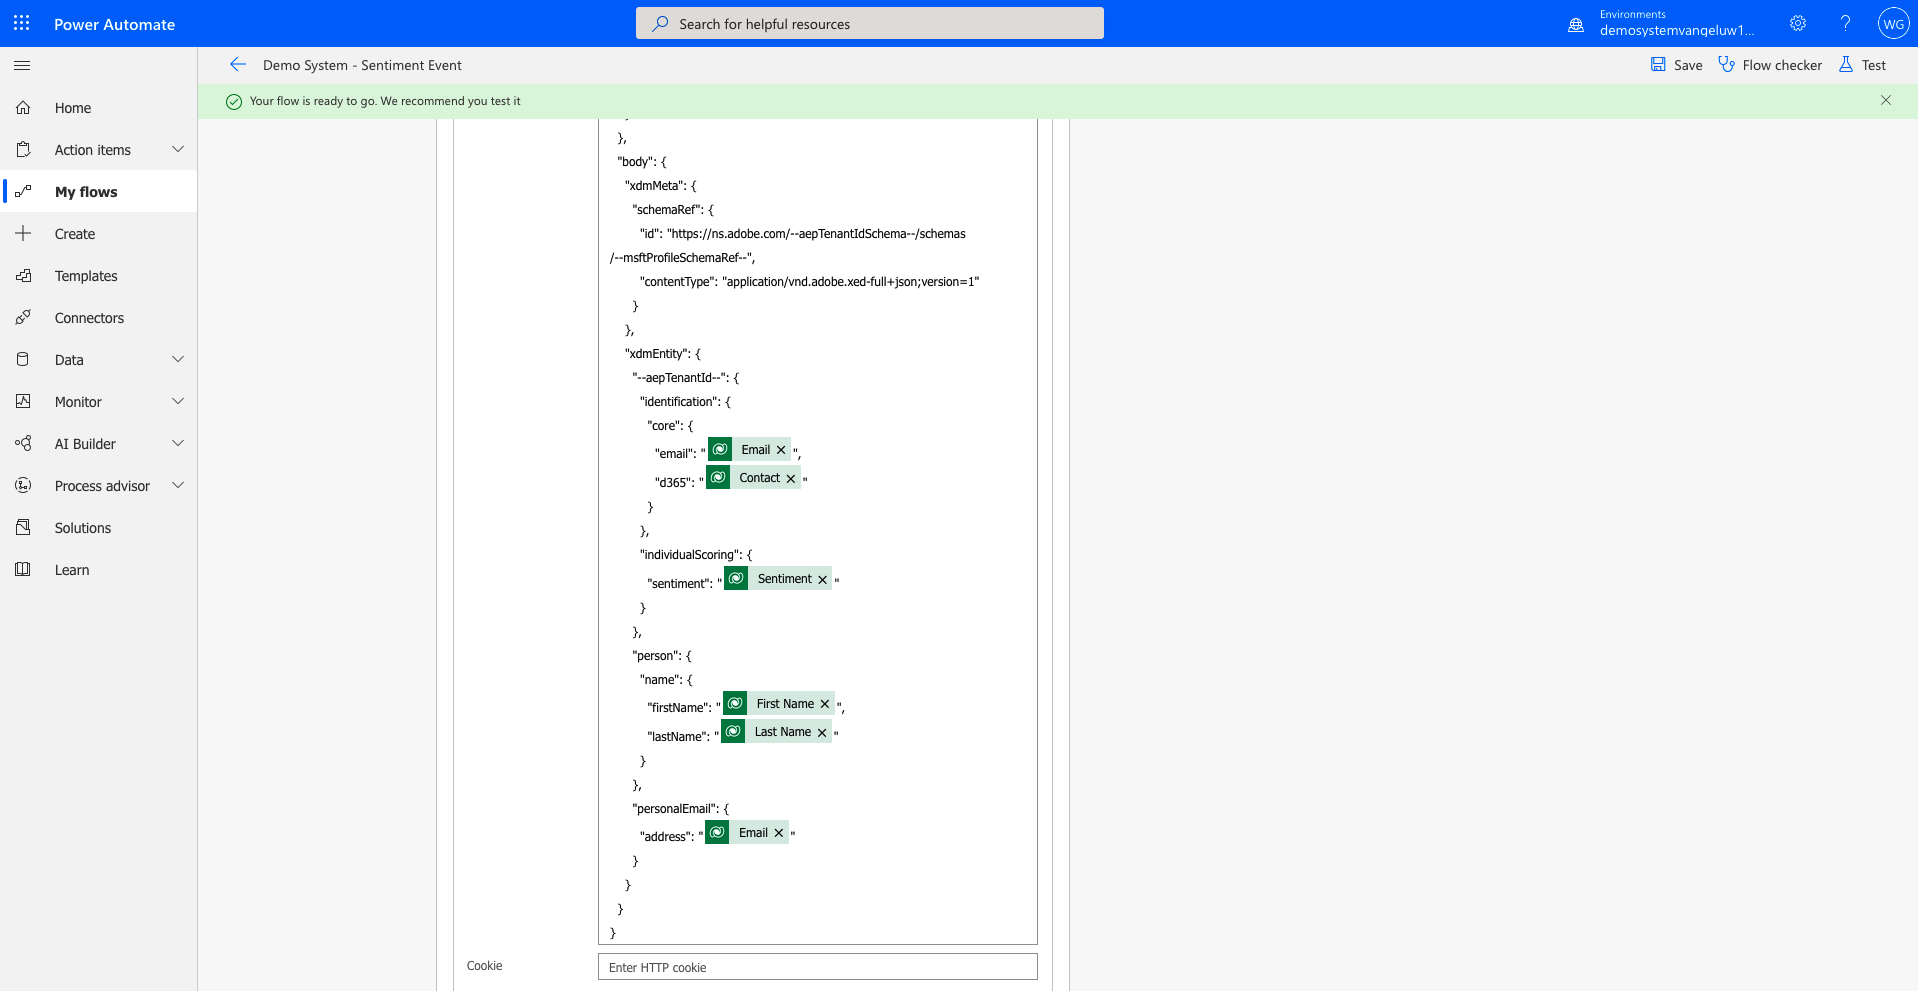 Power Automate
Search for helpful resources
Environments
demosystemvangeluw1...
WG
Demo System - Sentiment Event
Save
Flow checker
Test
Your flow is ready to go. We recommend you test it
Home
Action items
My flows
Create
Templates
Connectors
Data
Monitor
AI Builder
Process advisor
Solutions
Learn
},
"body": {
"xdmMeta": {
"schemaRef": {
"id": "https://ns.adobe.com/--aepTenantIdSchema--/schemas
/--msftProfileSchemaRef--",
"contentType": "application/vnd.adobe.xed-full+json;version=1"
}
},
"xdmEntity": {
"--aepTenantId--": {
"identification": {
"core": {
"email": " Email × ",
"d365": " Contact × "
}
},
"individualScoring": {
"sentiment": " Sentiment × "
}
},
"person": {
"name": {
"firstName": " First Name × ",
"lastName": " Last Name × "
}
},
"personalEmail": {
"address": " Email × "
}
}
}
}
Cookie
Enter HTTP cookie